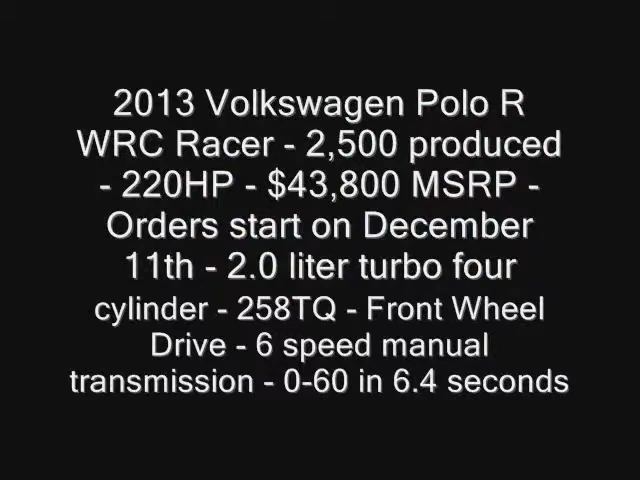 2013 Volkswagen Polo R
WRC Racer - 2,500 produced
- 220HP - $43,800 MSRP -
Orders start on December
11th - 2.0 liter turbo four
cylinder - 258TQ - Front Wheel
Drive - 6 speed manual
transmission - 0-60 in 6.4 seconds